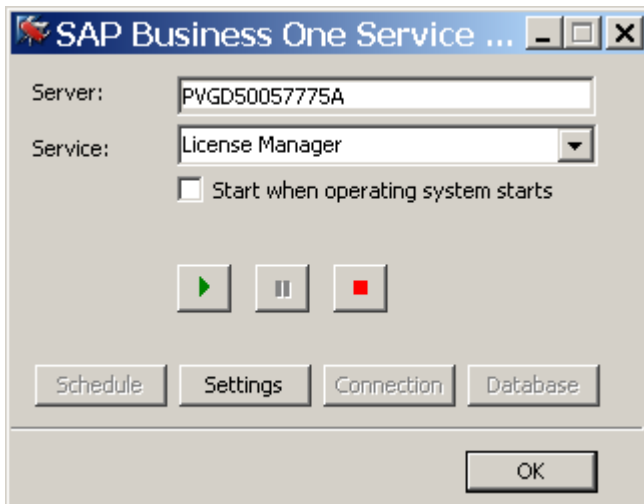 SAP Business One Service ...
Server: PVGD50057775A
Service: License Manager
Start when operating system starts
Schedule Settings Connection Database
OK